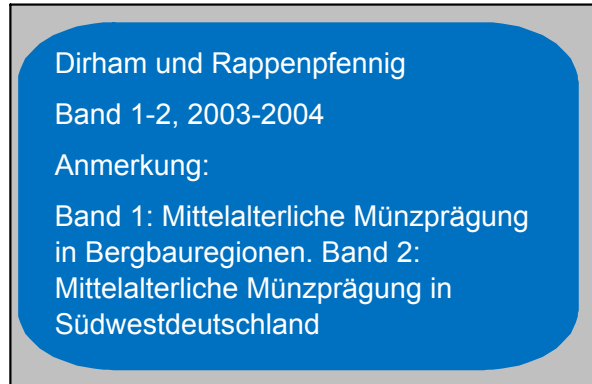 Dirham und Rappenpfennig
Band 1-2, 2003-2004
Anmerkung:
Band 1: Mittelalterliche Münzprägung
in Bergbauregionen. Band 2:
Mittelalterliche Münzprägung in
Südwestdeutschland